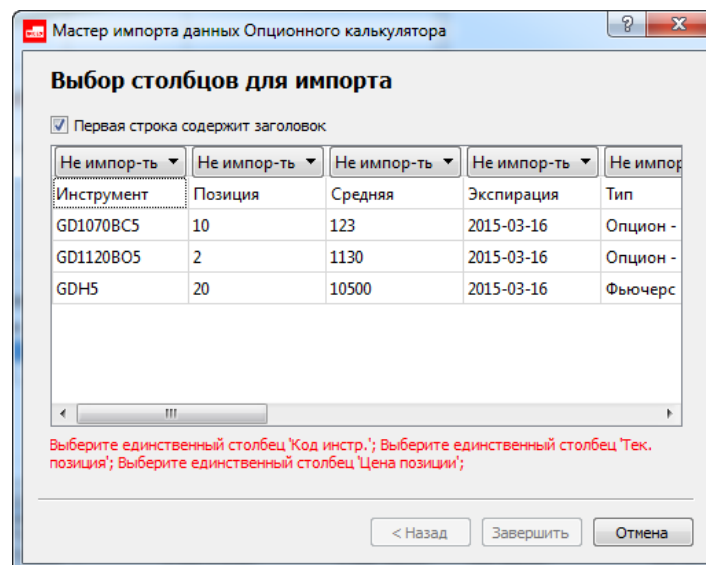 Мастер импорта данных Опционного калькулятора
Выбор столбцов для импорта
Первая строка содержит заголовок
Не импор-ть Не импор-ть Не импор-ть Не импор-ть Не импор
Инструмент Позиция Средняя Экспирация Тип
GD1070BC5 10 123 2015-03-16 Опцион -
GD1120BO5 2 1130 2015-03-16 Опцион -
GDH5 20 10500 2015-03-16 Фьючерс
Выберите единственный столбец 'Код инстр.'; Выберите единственный столбец 'Тек.
позиция'; Выберите единственный столбец 'Цена позиции';
< Назад Завершить Отмена